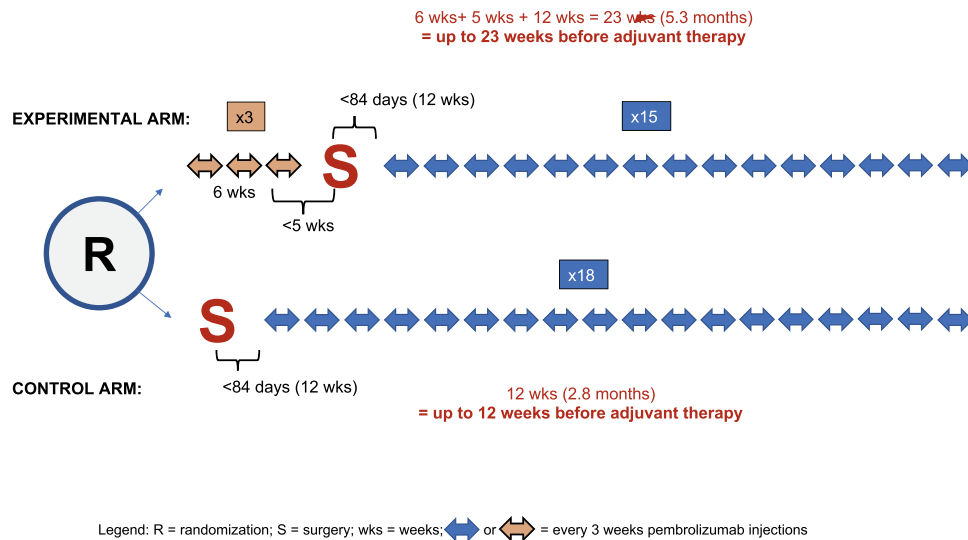 6 wks+ 5 wks + 12 wks = 23 wks (5.3 months)
= up to 23 weeks before adjuvant therapy
<84 days (12 wks)
EXPERIMENTAL ARM:
x3
x15
S
6 wks
<5 wks
R
x18
S
<84 days (12 wks)
CONTROL ARM:
12 wks (2.8 months)
= up to 12 weeks before adjuvant therapy
Legend: R = randomization; S = surgery; wks = weeks; or = every 3 weeks pembrolizumab injections